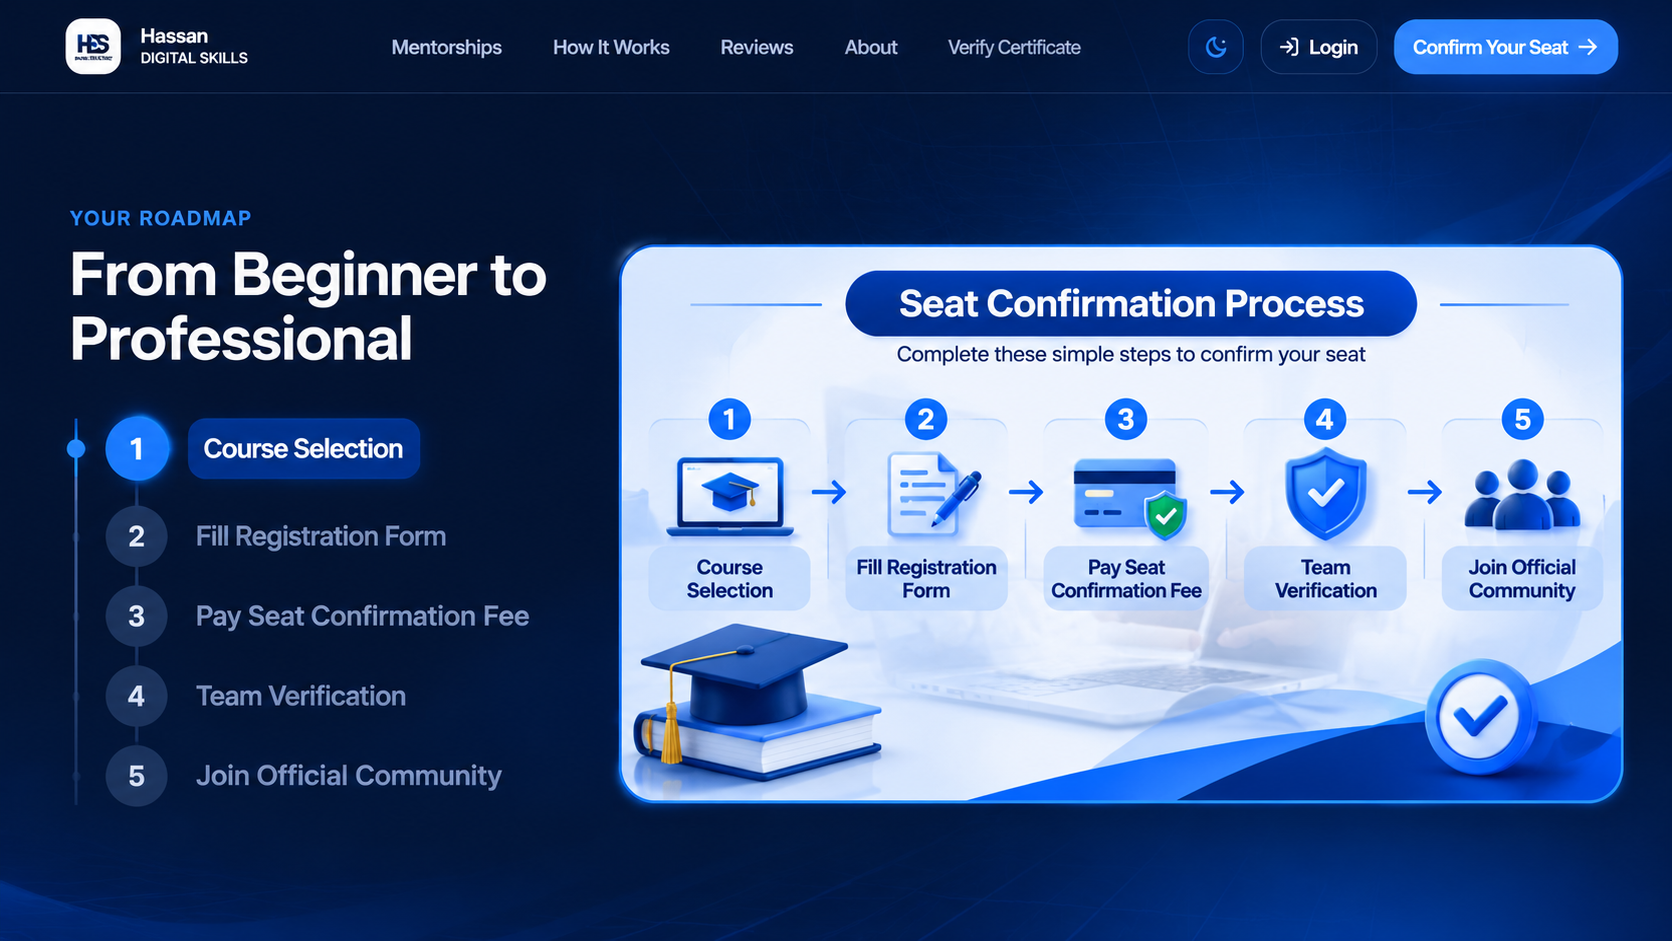 HDS
Hassan
DIGITAL SKILLS
Mentorships
How It Works
Reviews
About
Verify Certificate
Login
Confirm Your Seat
YOUR ROADMAP
From Beginner to
Professional
1
Course Selection
2
Fill Registration Form
3
Pay Seat Confirmation Fee
4
Team Verification
5
Join Official Community
Seat Confirmation Process
Complete these simple steps to confirm your seat
1
Course
Selection
2
Fill Registration
Form
3
Pay Seat
Confirmation Fee
4
Team
Verification
5
Join Official
Community